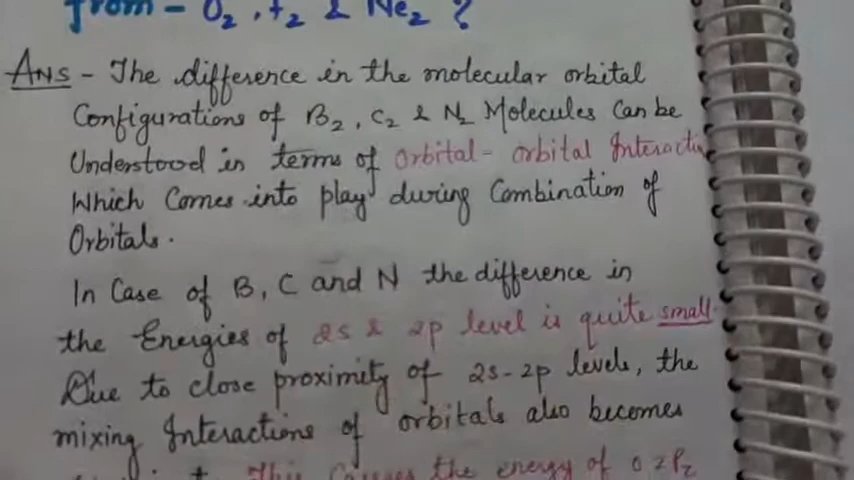 from - O2, F2 & Ne2 ?
ANS - The difference in the molecular orbital
Configurations of B2, C2 & N2 Molecules Can be
Understood in terms of Orbital - orbital
Which Comes into play during Combination of
Orbitals.
In Case of B, C and N the difference in
the Energies of 2s & 2p level is quite small.
Due to close proximity of 2s-2p levels, the
mixing Interactions of orbitals also becomes
This Causes the energy of σ2Pz